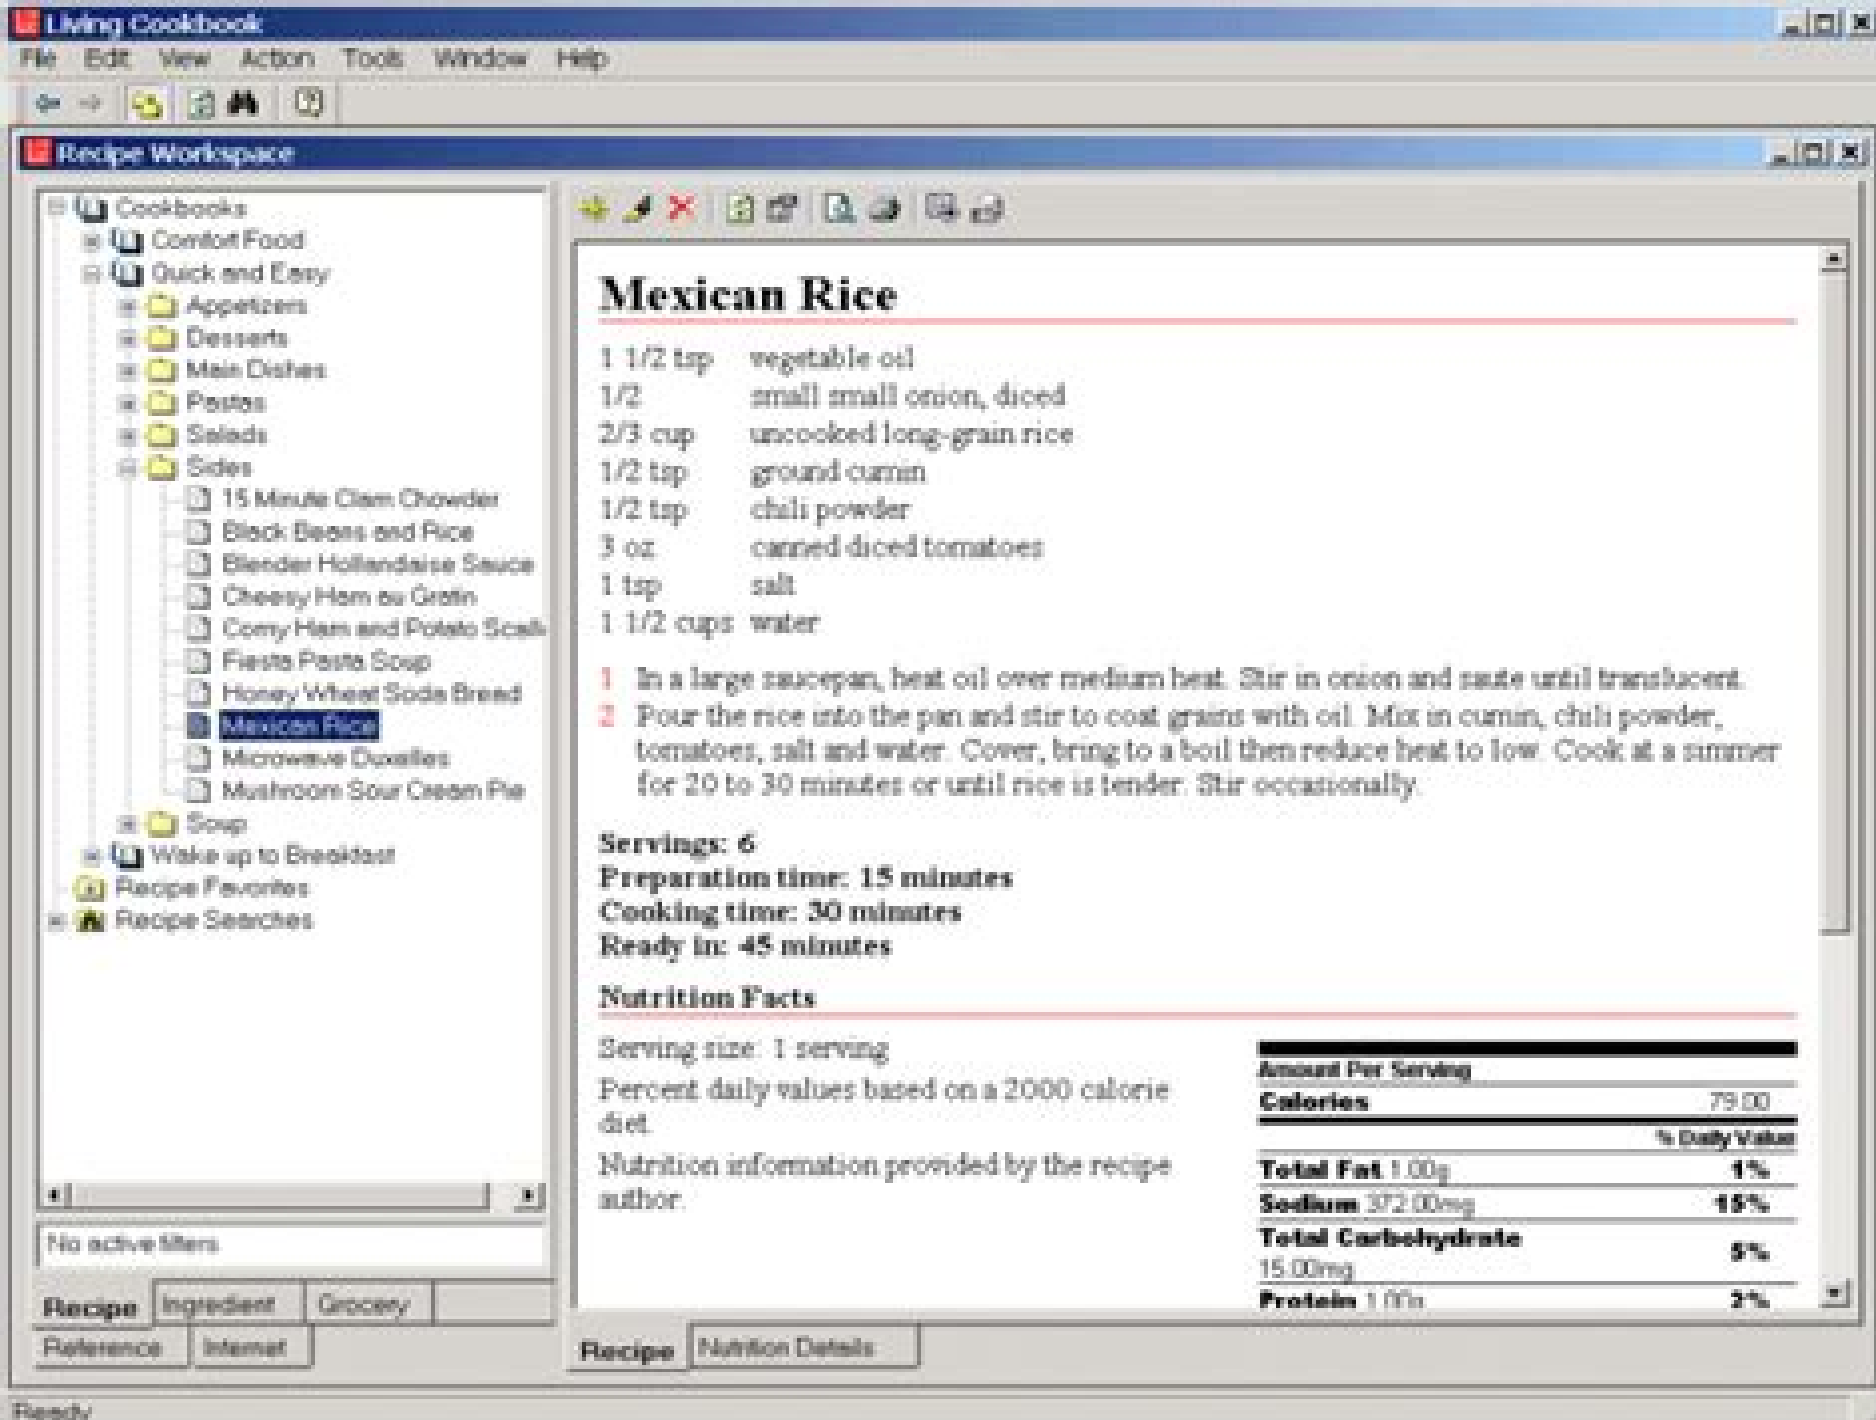 Living Cookbook
File Edit View Action Tools Window Help
Recipe Workspace
Cookbooks
Comfort Food
Quick and Easy
Appetizers
Desserts
Main Dishes
Pastas
Salads
Sides
15 Minute Clam Chowder
Black Beans and Rice
Blender Hollandaise Sauce
Cheesy Ham au Gratin
Corny Ham and Potato Scall
Fiesta Pasta Soup
Honey Wheat Soda Bread
Mexican Rice
Microwave Duxelles
Mushroom Sour Cream Pie
Soup
Wake up to Breakfast
Recipe Favorites
Recipe Searches
No active filters
Recipe Ingredient Grocery
Reference Internet
Mexican Rice
1 1/2 tsp vegetable oil
1/2 small small onion, diced
2/3 cup uncooked long-grain rice
1/2 tsp ground cumin
1/2 tsp chili powder
3 oz canned diced tomatoes
1 tsp salt
1 1/2 cups water
1 In a large saucepan, heat oil over medium heat. Stir in onion and saute until translucent.
2 Pour the rice into the pan and stir to coat grains with oil. Mix in cumin, chili powder,
tomatoes, salt and water. Cover, bring to a boil then reduce heat to low. Cook at a simmer
for 20 to 30 minutes or until rice is tender. Stir occasionally.
Servings: 6
Preparation time: 15 minutes
Cooking time: 30 minutes
Ready in: 45 minutes
Nutrition Facts
Serving size: 1 serving
Percent daily values based on a 2000 calorie
diet.
Nutrition information provided by the recipe
author.
Amount Per Serving
Calories 79.00
% Daily Value
Total Fat 1.00g 1%
Sodium 372.00mg 15%
Total Carbohydrate
15.00mg 5%
Protein 1.00g 2%
Recipe Nutrition Details
Ready